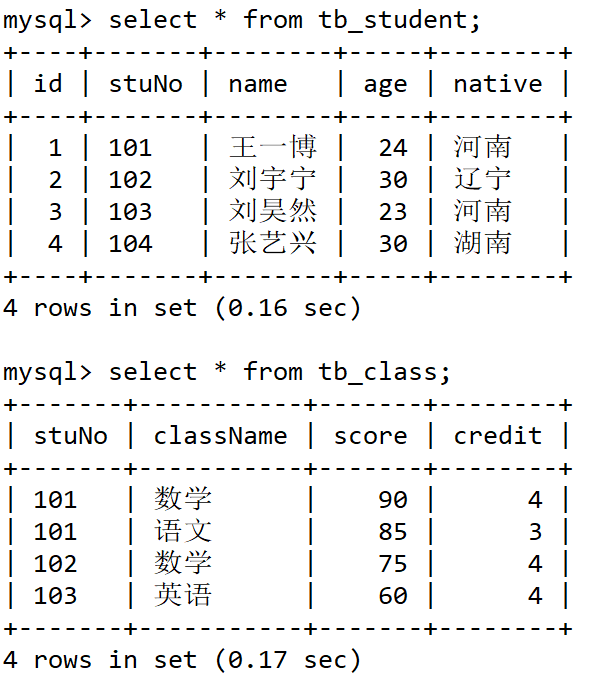 mysql> select * from tb_student;
+----+-------+--------+-----+--------+
| id | stuNo | name   | age | native |
+----+-------+--------+-----+--------+
|  1 | 101   | 王一博 |  24 | 河南   |
|  2 | 102   | 刘宇宁 |  30 | 辽宁   |
|  3 | 103   | 刘昊然 |  23 | 河南   |
|  4 | 104   | 张艺兴 |  30 | 湖南   |
+----+-------+--------+-----+--------+
4 rows in set (0.16 sec)
mysql> select * from tb_class;
+-------+-----------+-------+--------+
| stuNo | className | score | credit |
+-------+-----------+-------+--------+
| 101   | 数学      |    90 |      4 |
| 101   | 语文      |    85 |      3 |
| 102   | 数学      |    75 |      4 |
| 103   | 英语      |    60 |      4 |
+-------+-----------+-------+--------+
4 rows in set (0.17 sec)